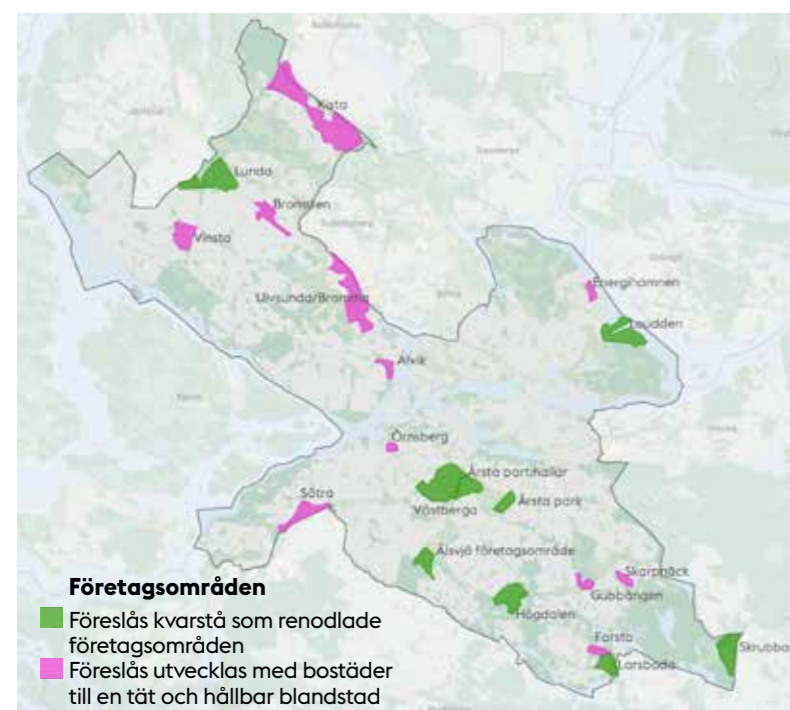 Kista
Lunda
Bromsten
Vinsta
Ulvsunda/Bromma
Energihamnen
Loudden
Alvik
Örnsberg
Årsta partihallar
Sätra
Västberga
Årsta park
Älvsjö företagsområde
Skarpnäck
Gubbängen
Högdalen
Farsta
Larsboda
Skrubba
Företagsområden
Föreslås kvarstå som renodlade
företagsområden
Föreslås utvecklas med bostäder
till en tät och hållbar blandstad